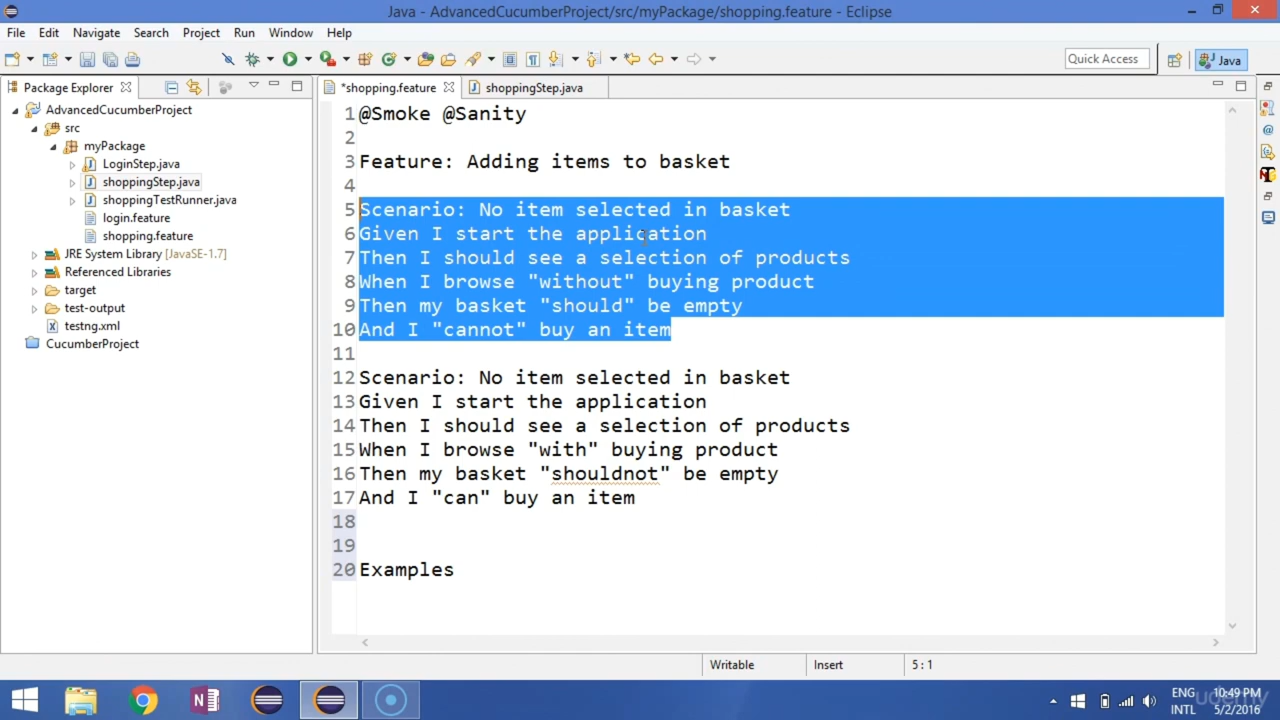 Java - AdvancedCucumberProject/src/myPackage/shopping.feature - Eclipse
File Edit Navigate Search Project Run Window Help
Quick Access
Java
Package Explorer
*shopping.feature
shoppingStep.java
AdvancedCucumberProject
src
myPackage
LoginStep.java
shoppingStep.java
shoppingTestRunner.java
login.feature
shopping.feature
JRE System Library [JavaSE-1.7]
Referenced Libraries
target
test-output
testng.xml
CucumberProject
1 @Smoke @Sanity
2
3 Feature: Adding items to basket
4
5 Scenario: No item selected in basket
6 Given I start the application
7 Then I should see a selection of products
8 When I browse "without" buying product
9 Then my basket "should" be empty
10 And I "cannot" buy an item
11
12 Scenario: No item selected in basket
13 Given I start the application
14 Then I should see a selection of products
15 When I browse "with" buying product
16 Then my basket "shouldnot" be empty
17 And I "can" buy an item
18
19
20 Examples
Writable
Insert
5 : 1
ENG 10:49 PM
INTL 5/2/2016
udemy